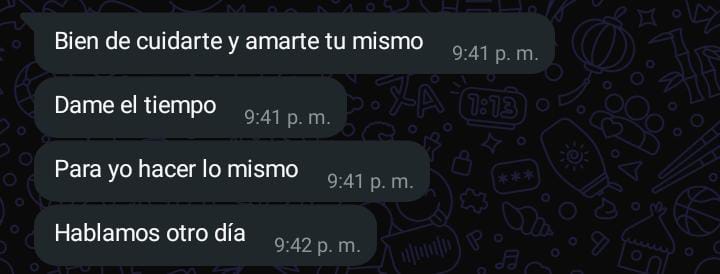 Bien de cuidarte y amarte tu mismo 9:41 p. m.
Dame el tiempo 9:41 p. m.
Para yo hacer lo mismo 9:41 p. m.
Hablamos otro día 9:42 p. m.